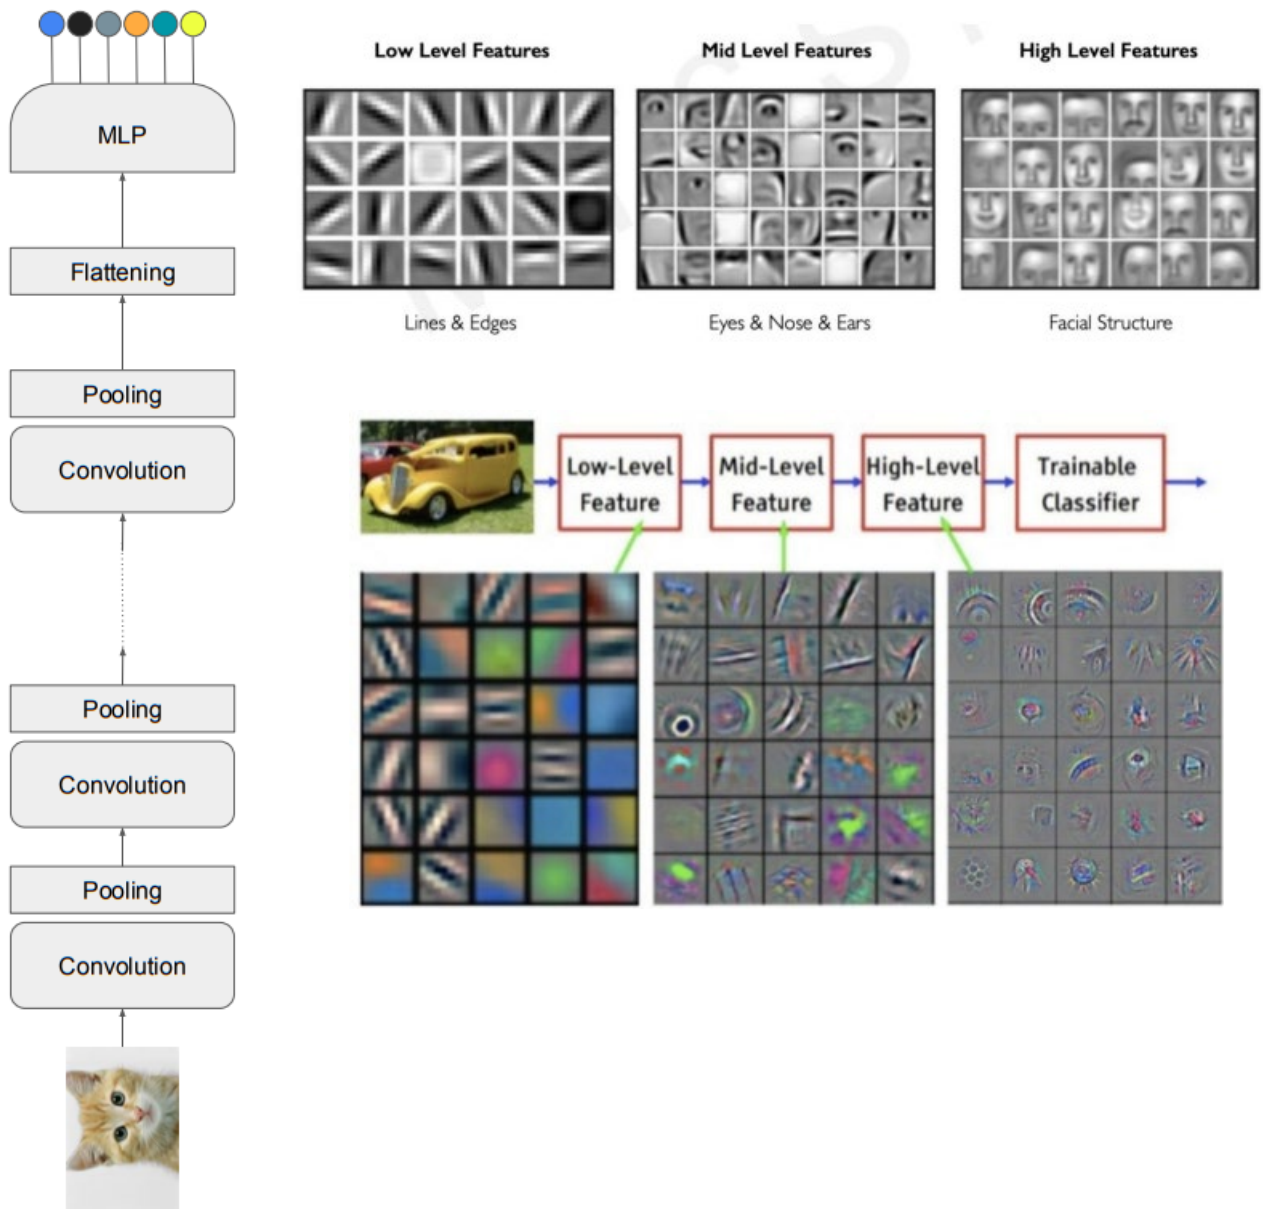 MLP
Flattening
Pooling
Convolution
Pooling
Convolution
Pooling
Convolution
Low Level Features
Mid Level Features
High Level Features
Lines & Edges
Eyes & Nose & Ears
Facial Structure
Low-Level
Feature
Mid-Level
Feature
High-Level
Feature
Trainable
Classifier